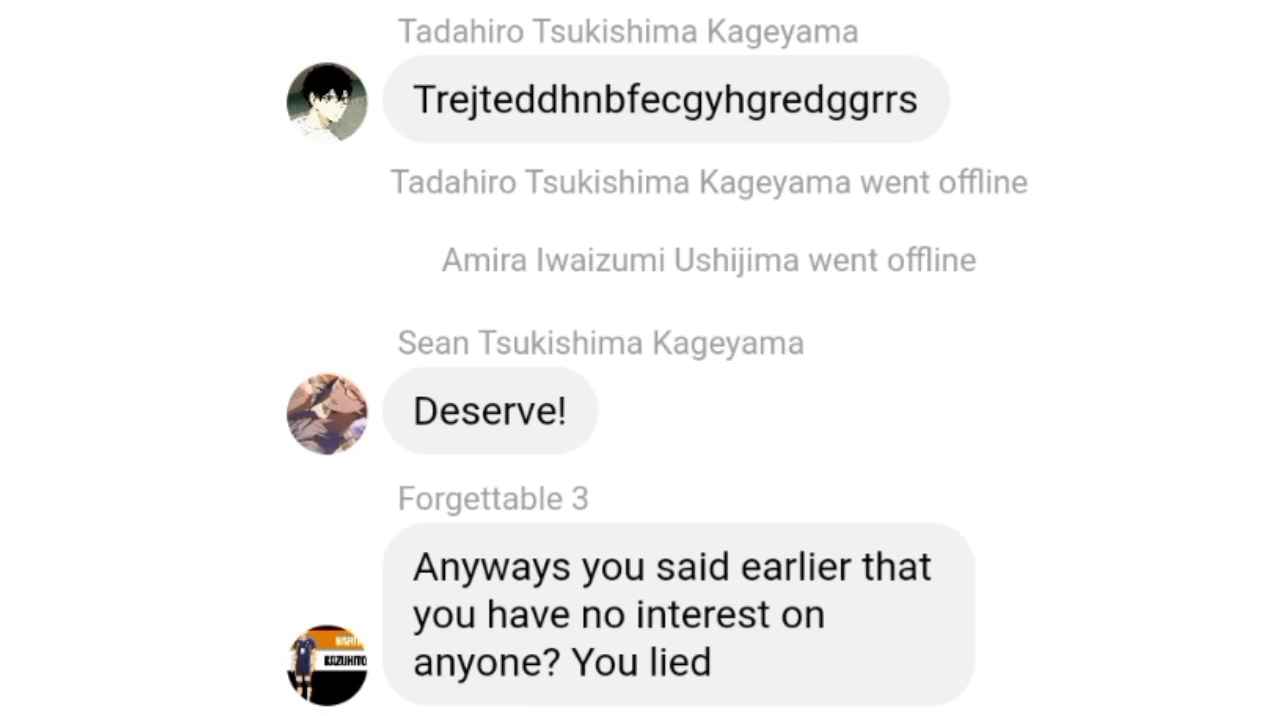 Tadahiro Tsukishima Kageyama
Trejteddhnbfecgyhgredggrrs
Tadahiro Tsukishima Kageyama went offline
Amira Iwaizumi Ushijima went offline
Sean Tsukishima Kageyama
Deserve!
Forgettable 3
Anyways you said earlier that
you have no interest on
anyone? You lied
KAZUHITO